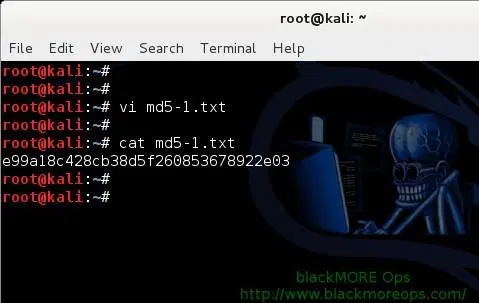 root@kali: ~
File Edit View Search Terminal Help
root@kali:~#
root@kali:~#
root@kali:~# vi md5-1.txt
root@kali:~#
root@kali:~# cat md5-1.txt
e99a18c428cb38d5f260853678922e03
root@kali:~#
root@kali:~#
blackMORE Ops
http://www.blackmoreops.com/